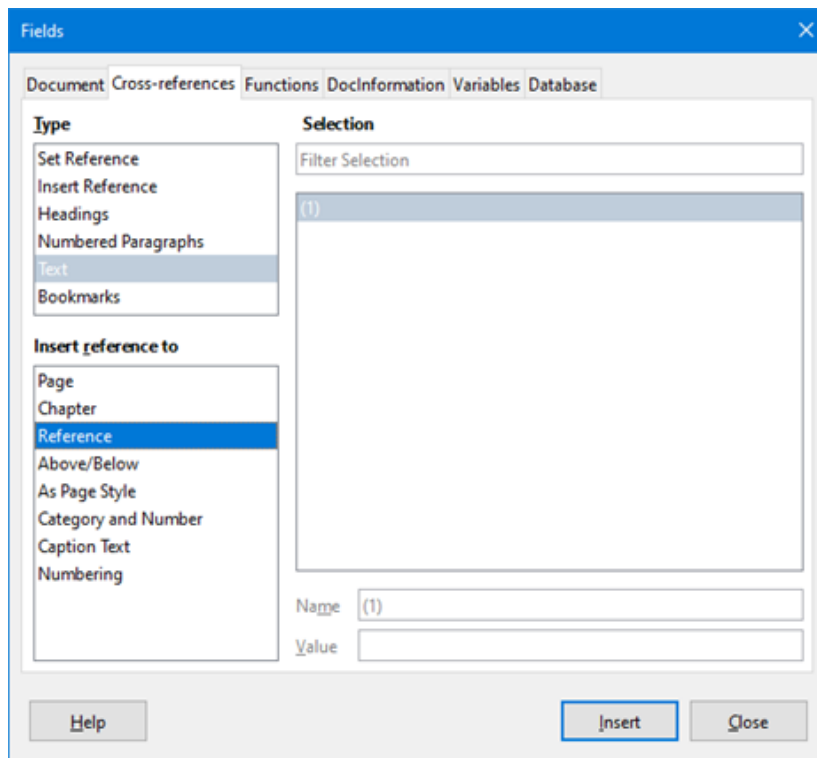 Fields
Document Cross-references Functions DocInformation Variables Database
Type
Set Reference
Insert Reference
Headings
Numbered Paragraphs
Text
Bookmarks
Insert reference to
Page
Chapter
Reference
Above/Below
As Page Style
Category and Number
Caption Text
Numbering
Selection
Filter Selection
(1)
Name (1)
Value
Help Insert Close